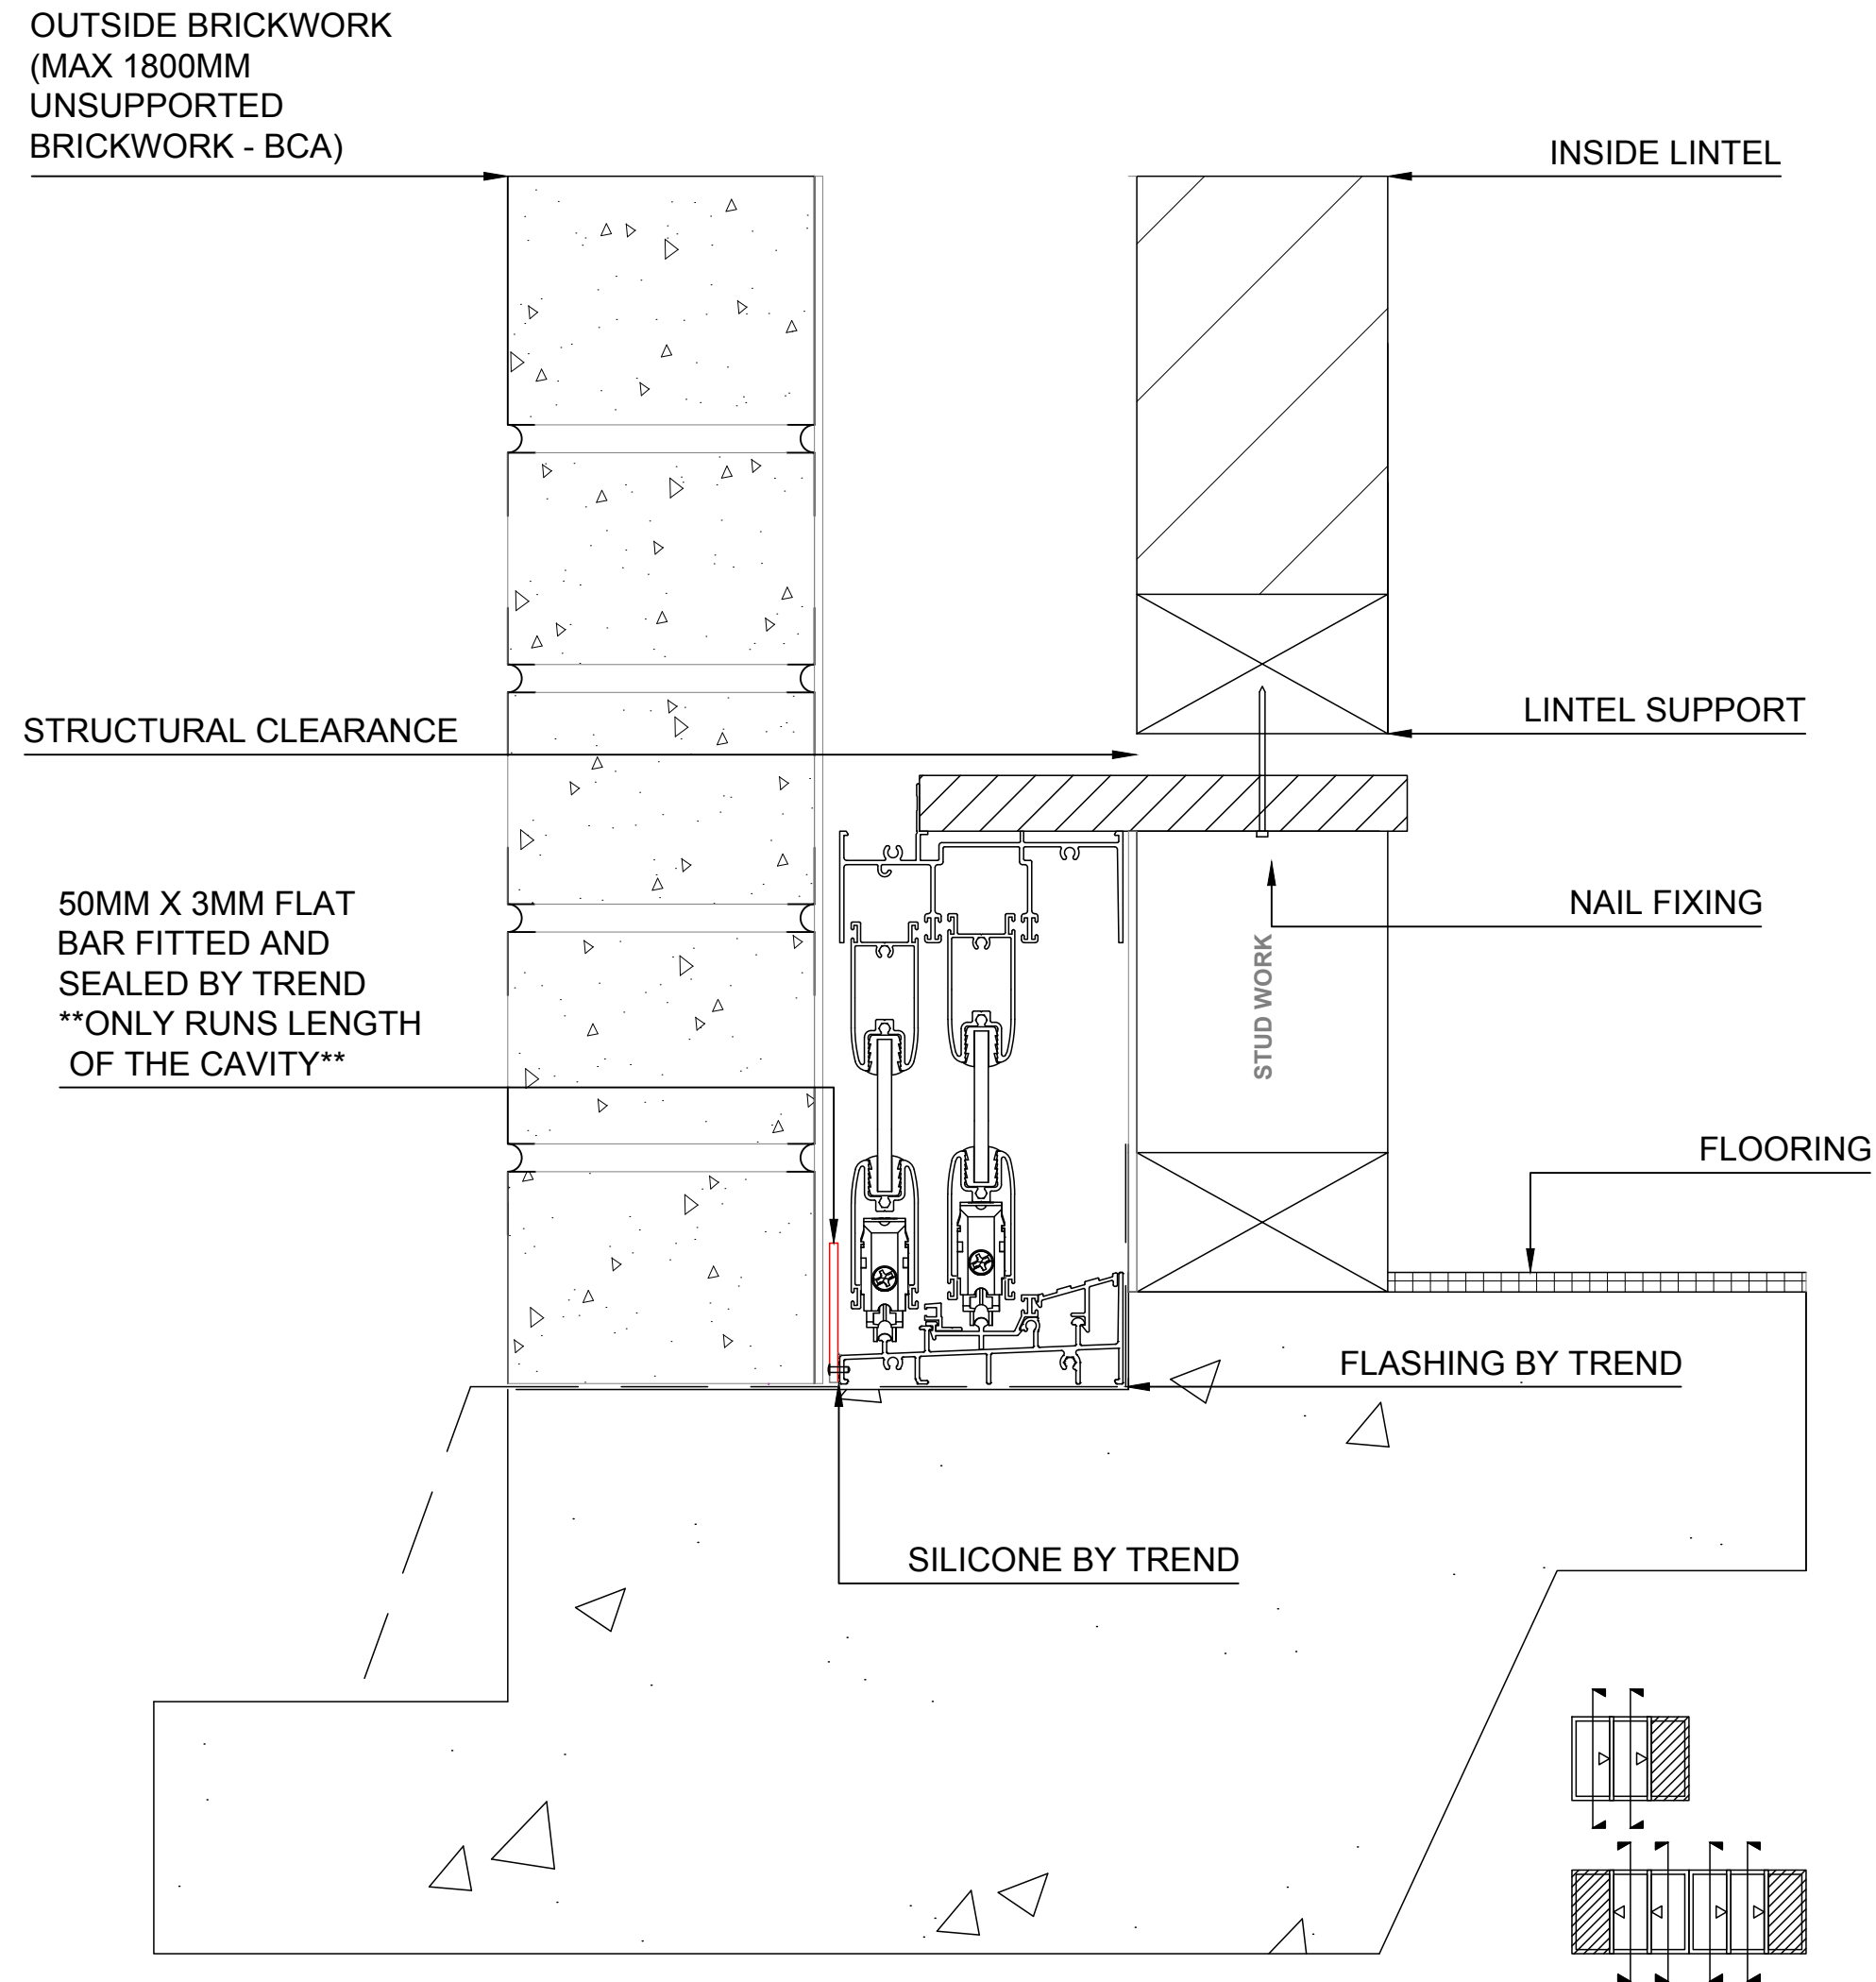 OUTSIDE BRICKWORK
(MAX 1800MM
UNSUPPORTED
BRICKWORK - BCA)
INSIDE LINTEL
STRUCTURAL CLEARANCE
LINTEL SUPPORT
50MM X 3MM FLAT
BAR FITTED AND
SEALED BY TREND
**ONLY RUNS LENGTH
OF THE CAVITY**
NAIL FIXING
STUD WORK
FLOORING
FLASHING BY TREND
SILICONE BY TREND